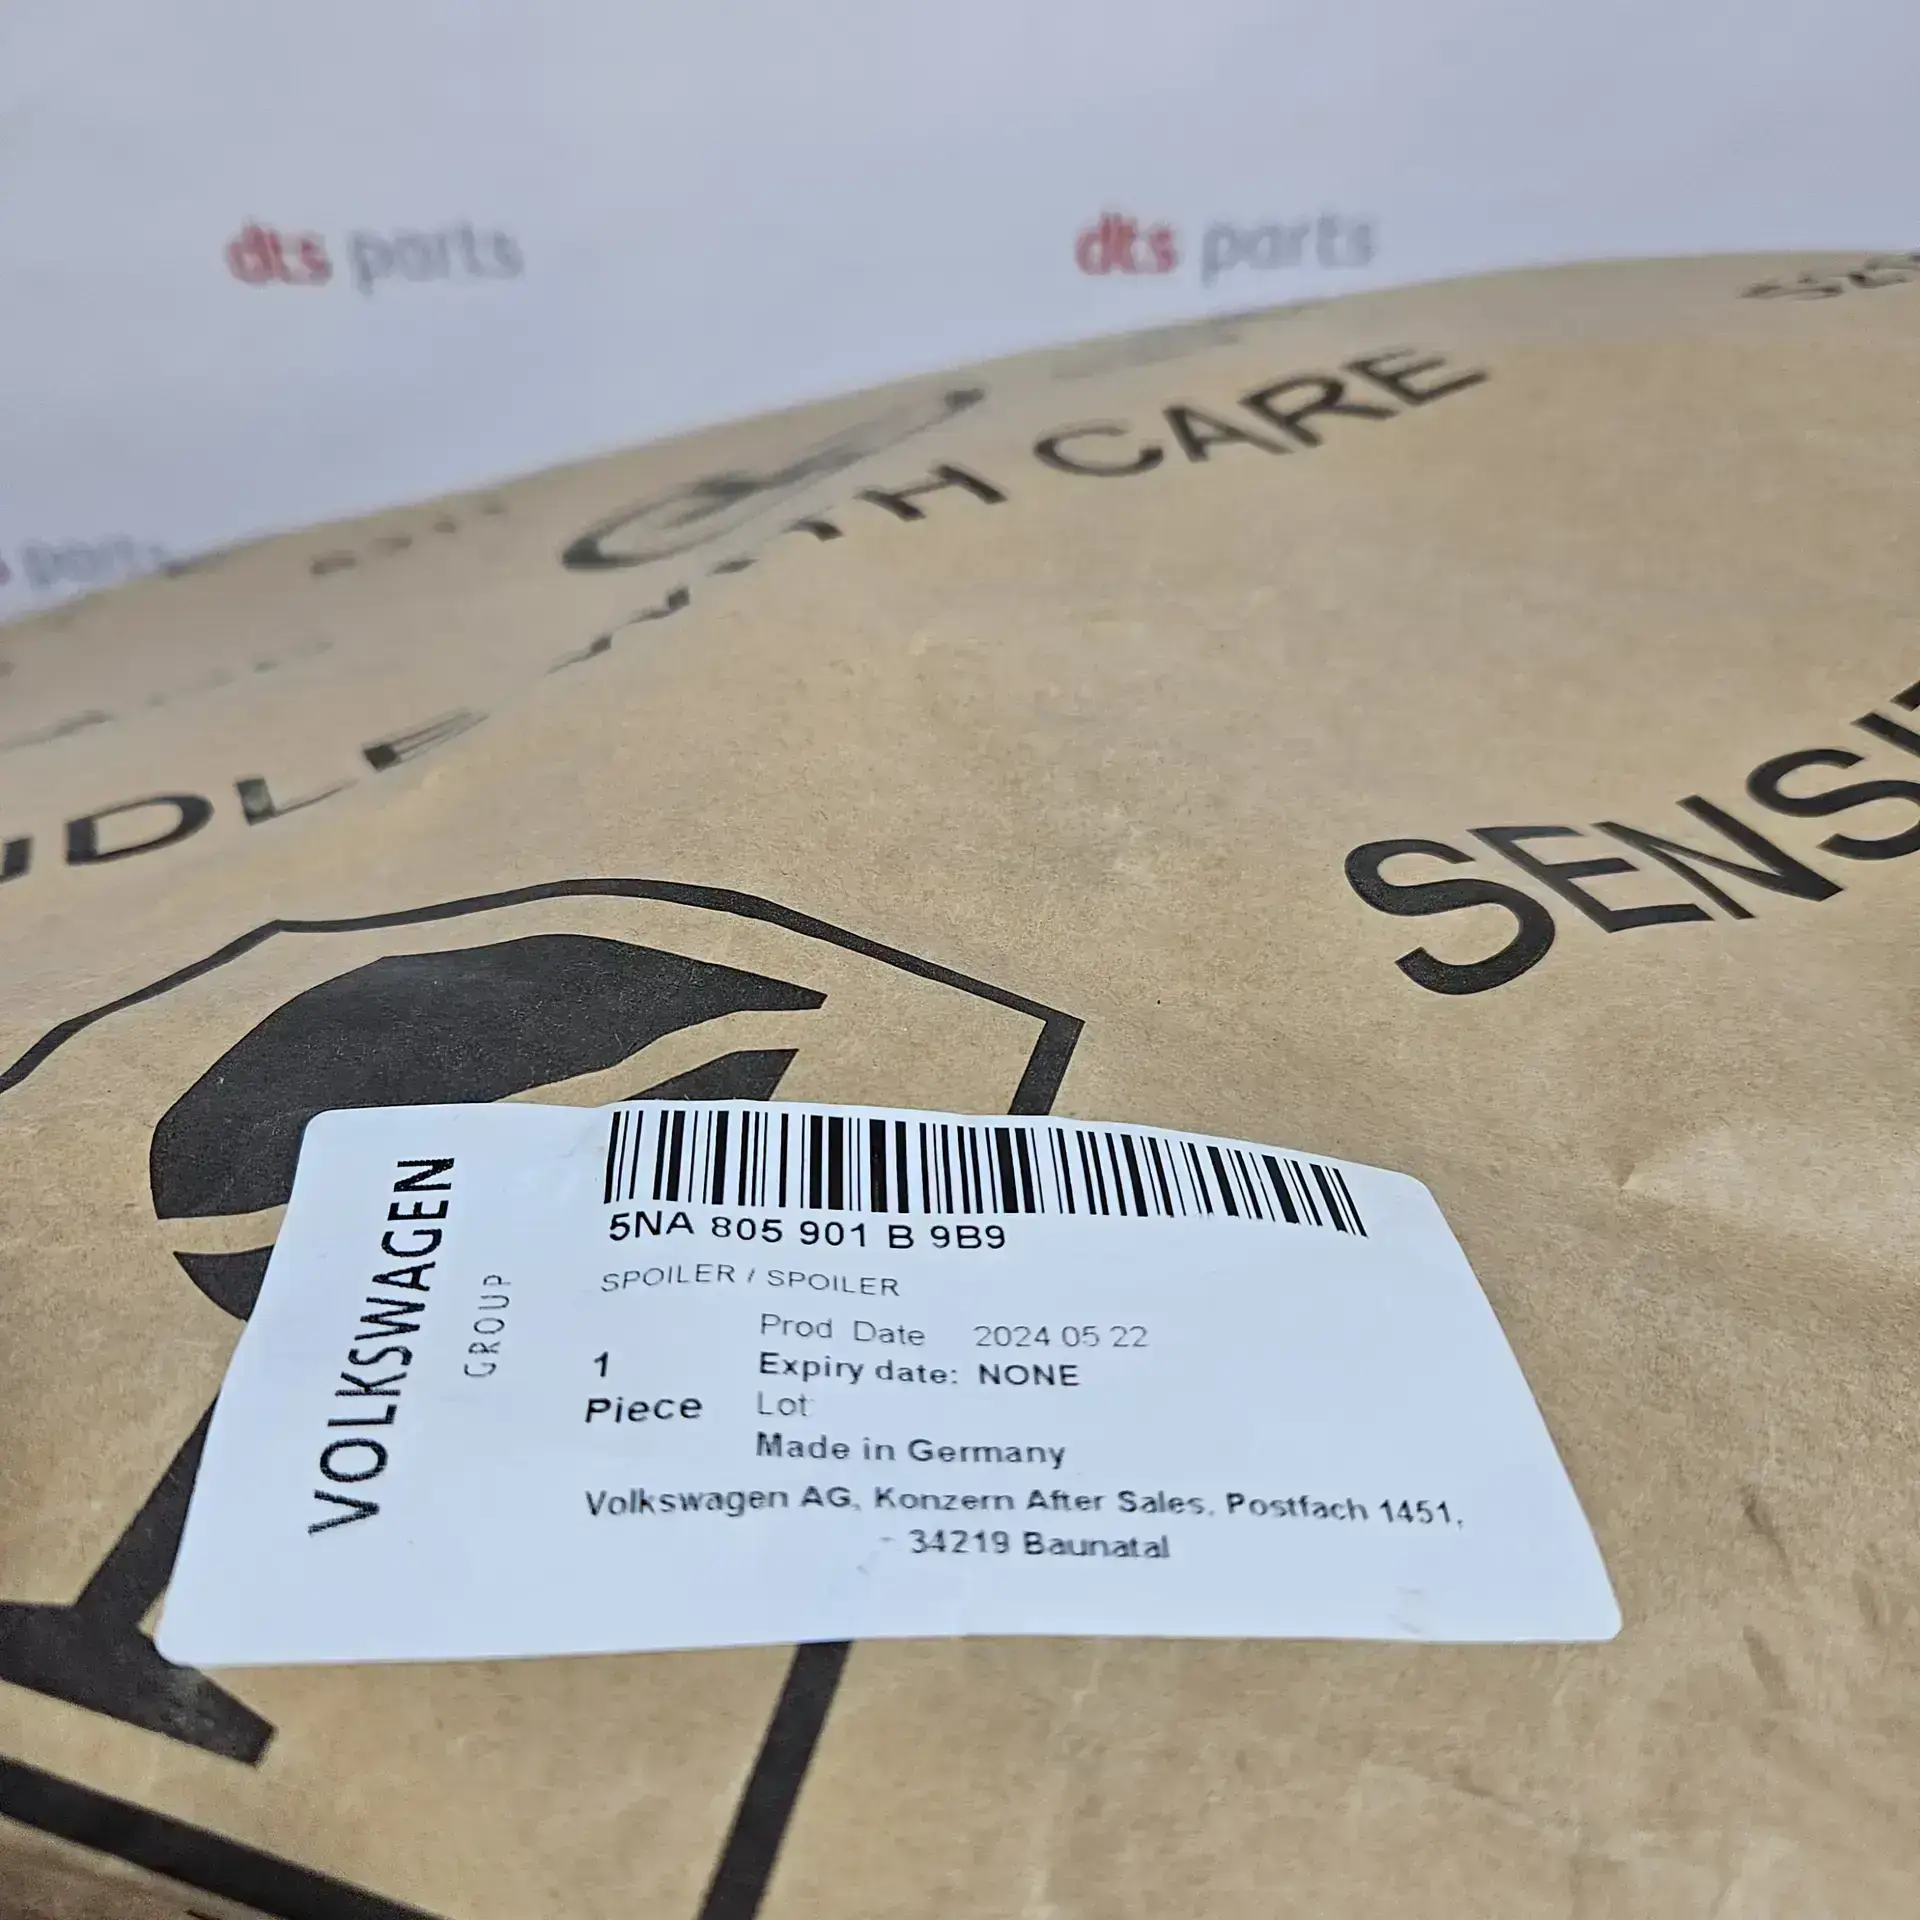 dts parts
dts parts
parts
WITH CARE
SENSI
VOLKSWAGEN
GROUP
5NA 805 901 B 9B9
SPOILER / SPOILER
Prod Date 2024 05 22
1 Expiry date: NONE
Piece Lot:
Made in Germany
Volkswagen AG, Konzern After Sales, Postfach 1451,
- 34219 Baunatal